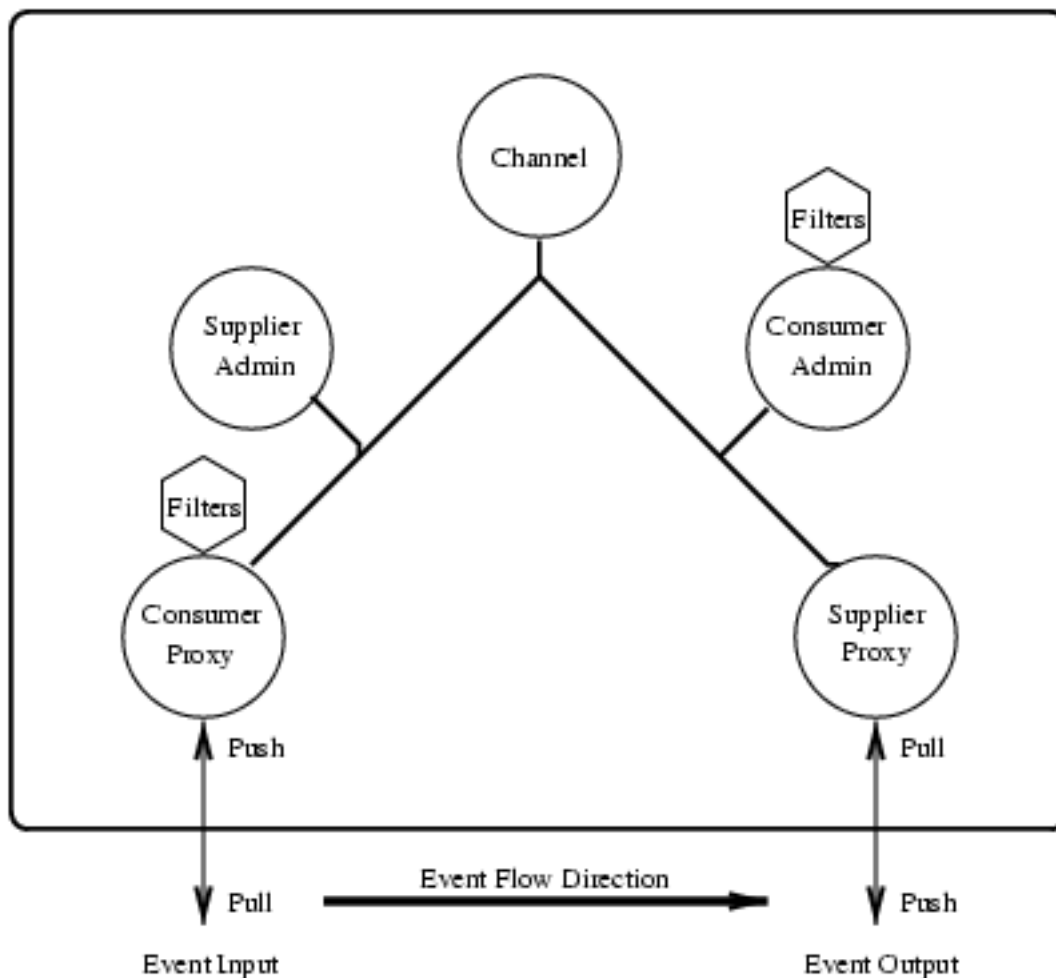 Channel
Filters
Supplier
Admin
Consumer
Admin
Filters
Consumer
Proxy
Supplier
Proxy
Push
Pull
Event Flow Direction
Pull
Push
Event Input
Event Output